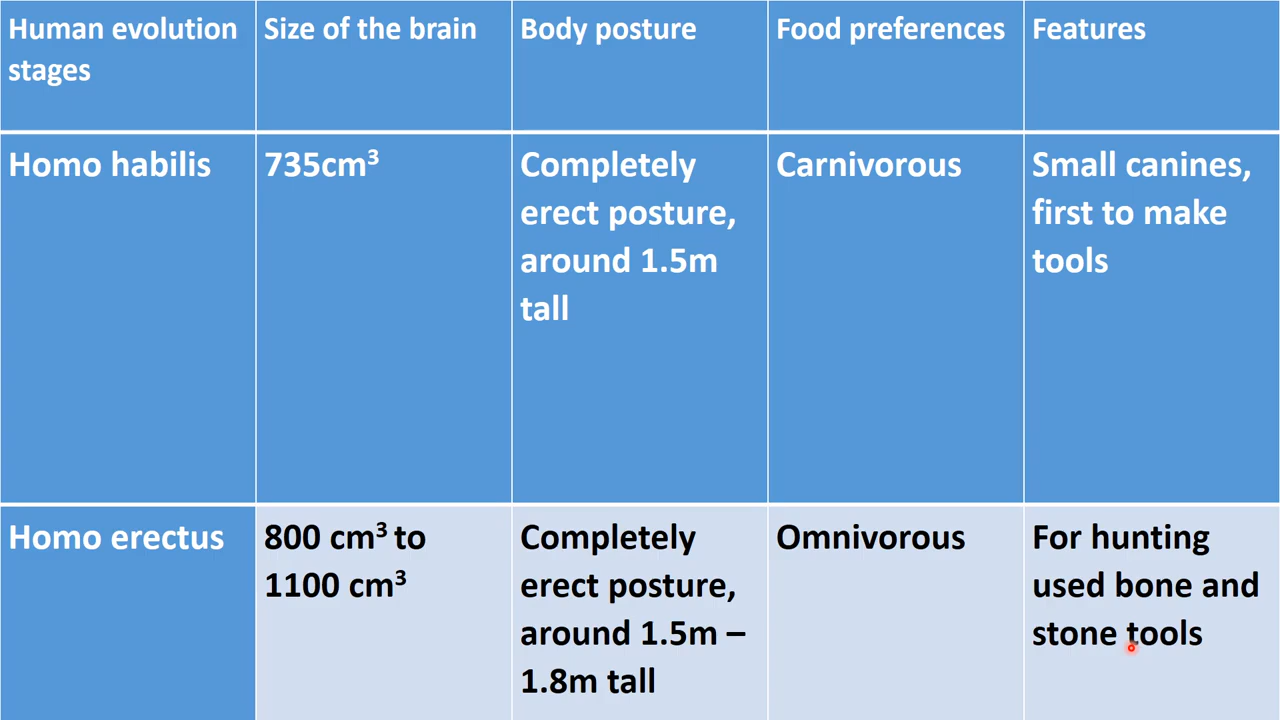 Human evolution
stages
Size of the brain
Body posture
Food preferences
Features
Homo habilis
735cm³
Completely
erect posture,
around 1.5m
tall
Carnivorous
Small canines,
first to make
tools
Homo erectus
800 cm³ to
1100 cm³
Completely
erect posture,
around 1.5m –
1.8m tall
Omnivorous
For hunting
used bone and
stone tools